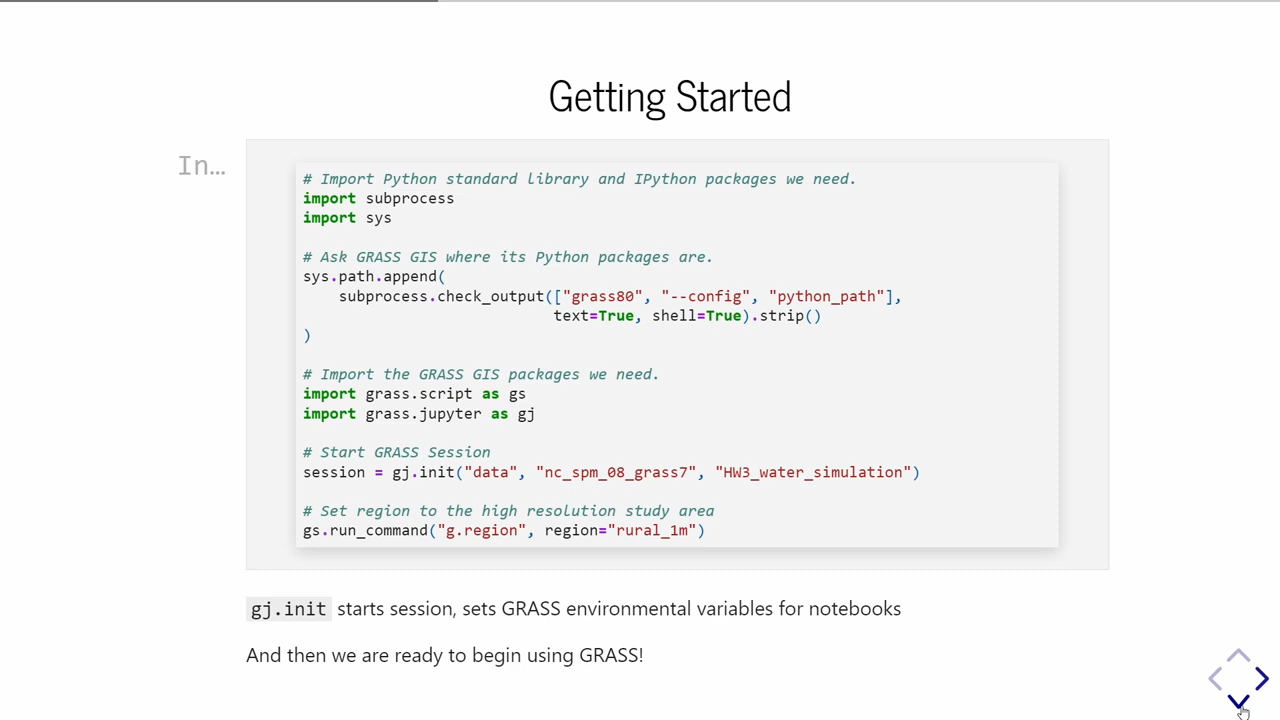 Getting Started
In…
# Import Python standard library and IPython packages we need.
import subprocess
import sys
# Ask GRASS GIS where its Python packages are.
sys.path.append(
    subprocess.check_output(["grass80", "--config", "python_path"],
                            text=True, shell=True).strip()
)
# Import the GRASS GIS packages we need.
import grass.script as gs
import grass.jupyter as gj
# Start GRASS Session
session = gj.init("data", "nc_spm_08_grass7", "HW3_water_simulation")
# Set region to the high resolution study area
gs.run_command("g.region", region="rural_1m")
gj.init starts session, sets GRASS environmental variables for notebooks
And then we are ready to begin using GRASS!